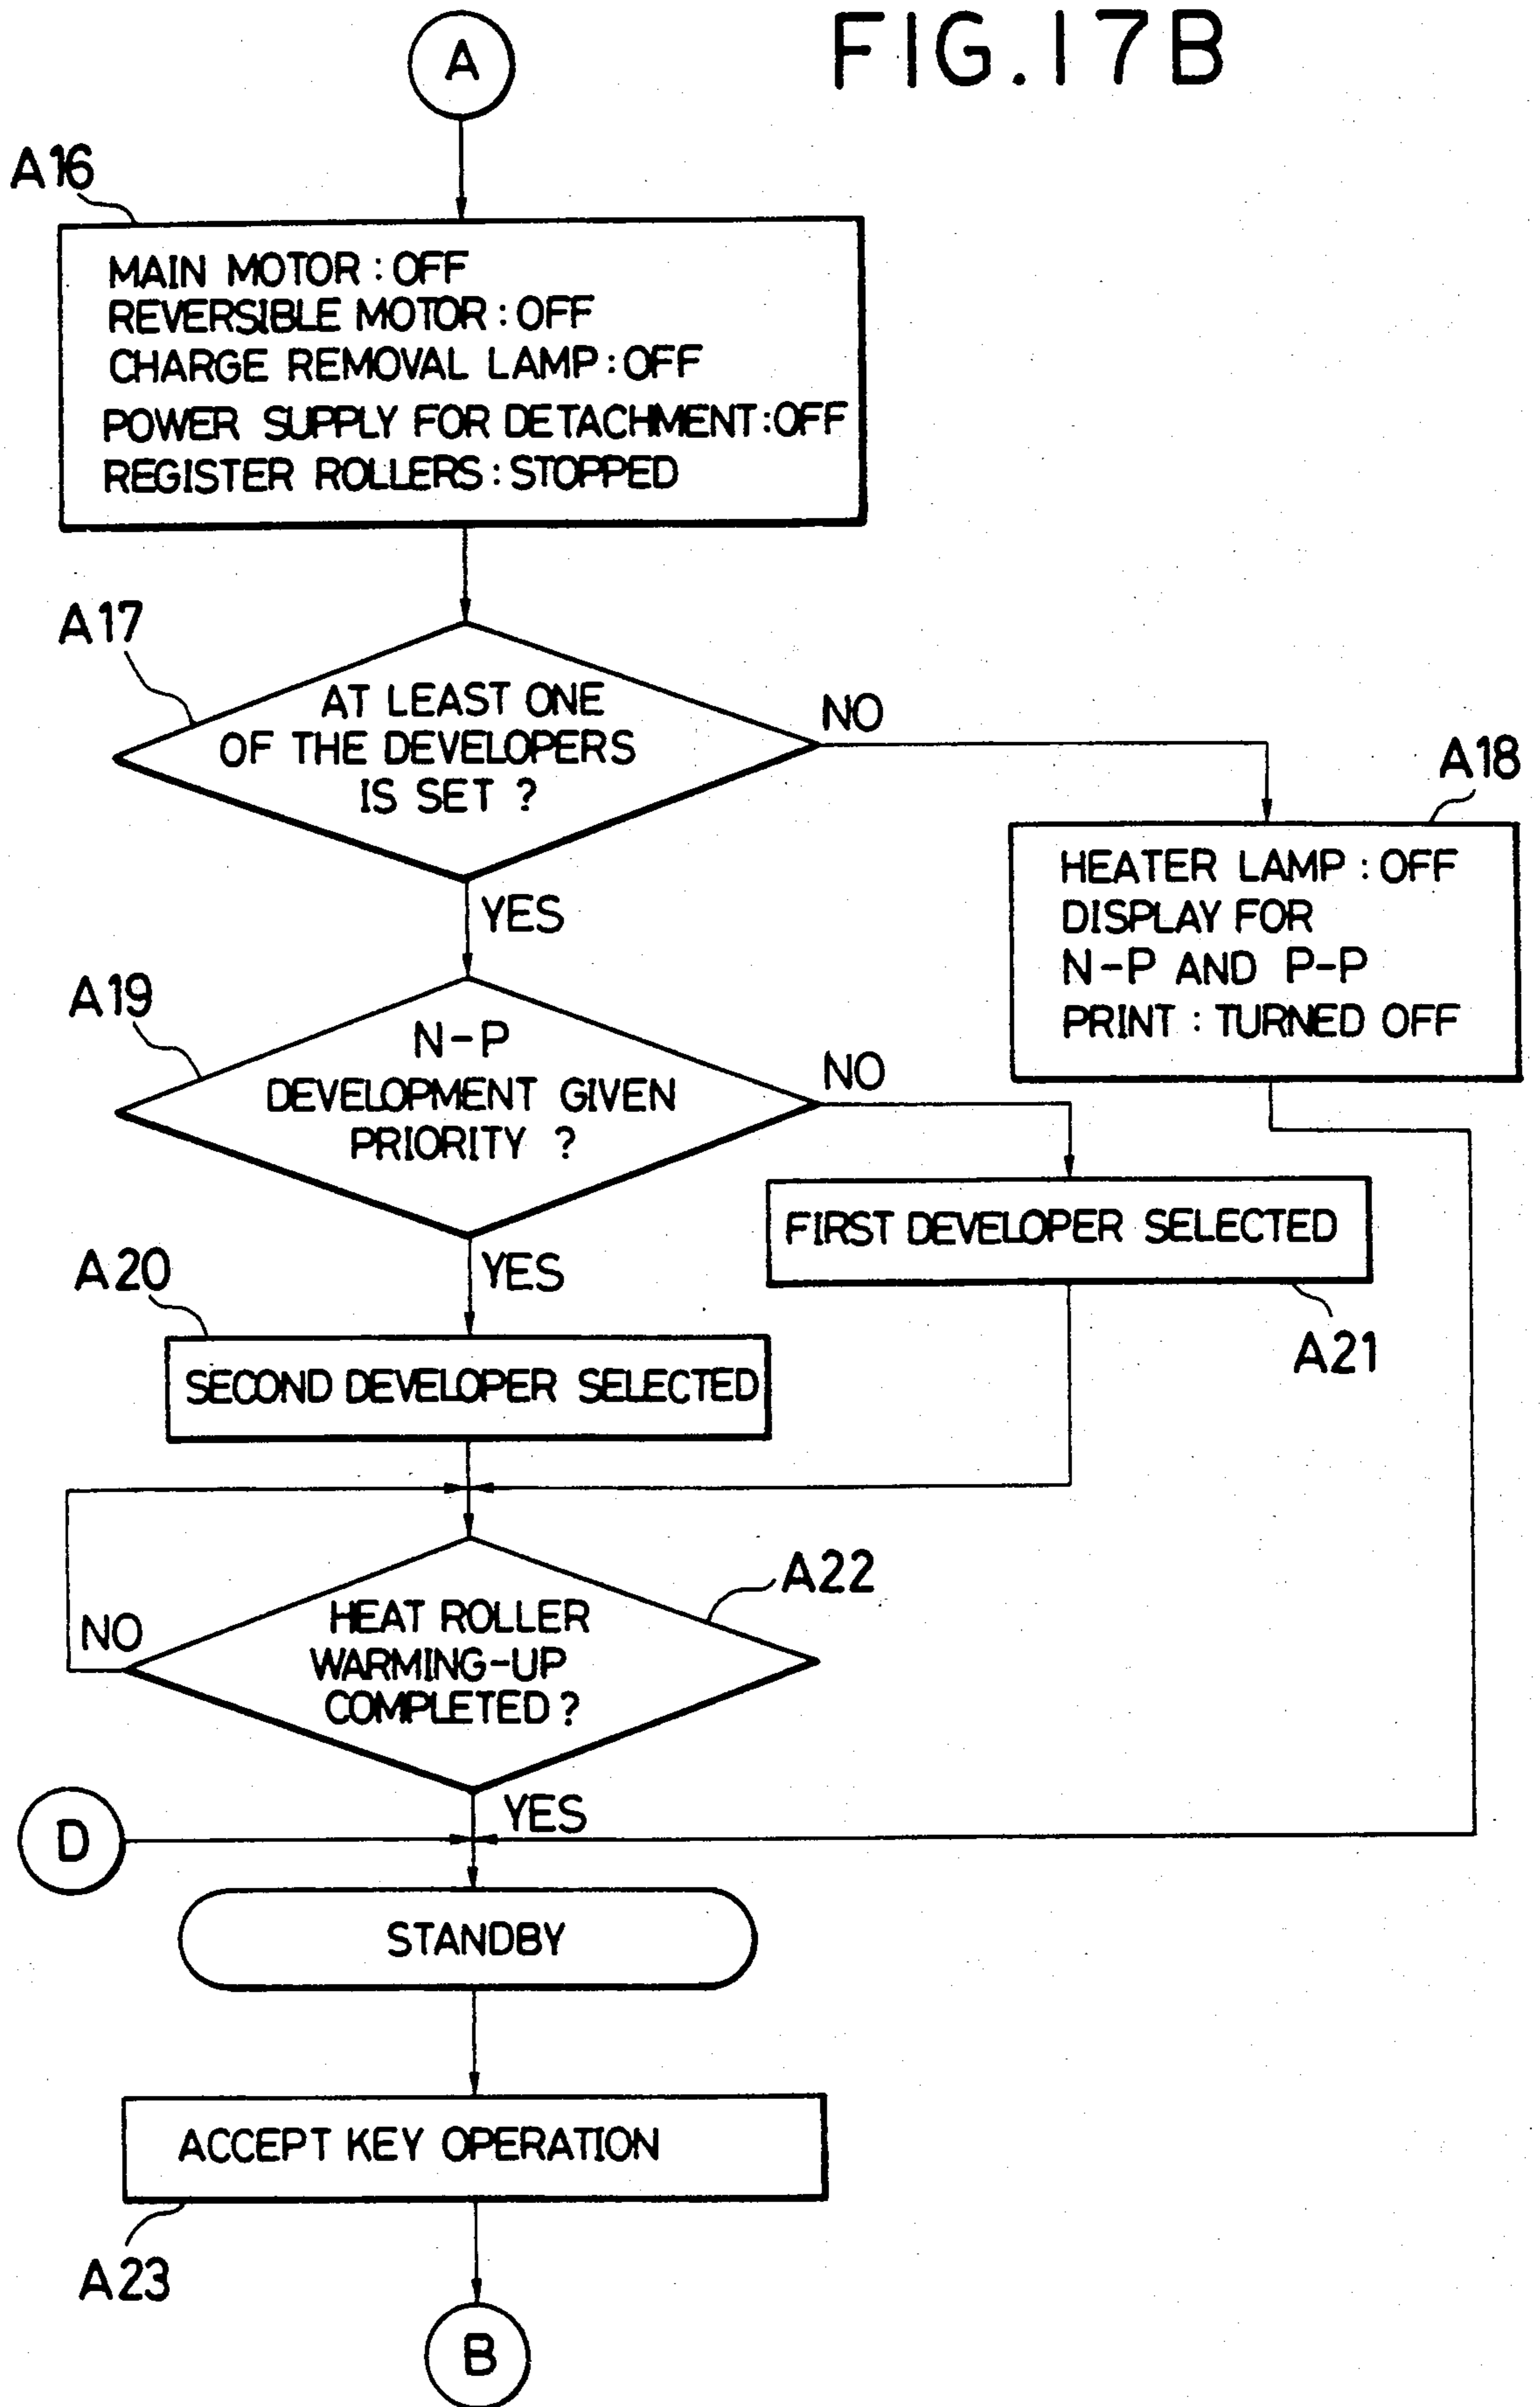 FIG.17B
A
A16
MAIN MOTOR : OFF
REVERSIBLE MOTOR : OFF
CHARGE REMOVAL LAMP : OFF
POWER SUPPLY FOR DETACHMENT : OFF
REGISTER ROLLERS : STOPPED
A17
AT LEAST ONE
OF THE DEVELOPERS
IS SET ?
NO
YES
A18
HEATER LAMP : OFF
DISPLAY FOR
N-P AND P-P
PRINT : TURNED OFF
A19
N-P
DEVELOPMENT GIVEN
PRIORITY ?
NO
YES
FIRST DEVELOPER SELECTED
A21
A20
SECOND DEVELOPER SELECTED
A22
HEAT ROLLER
WARMING-UP
COMPLETED ?
NO
YES
D
STANDBY
ACCEPT KEY OPERATION
A23
B